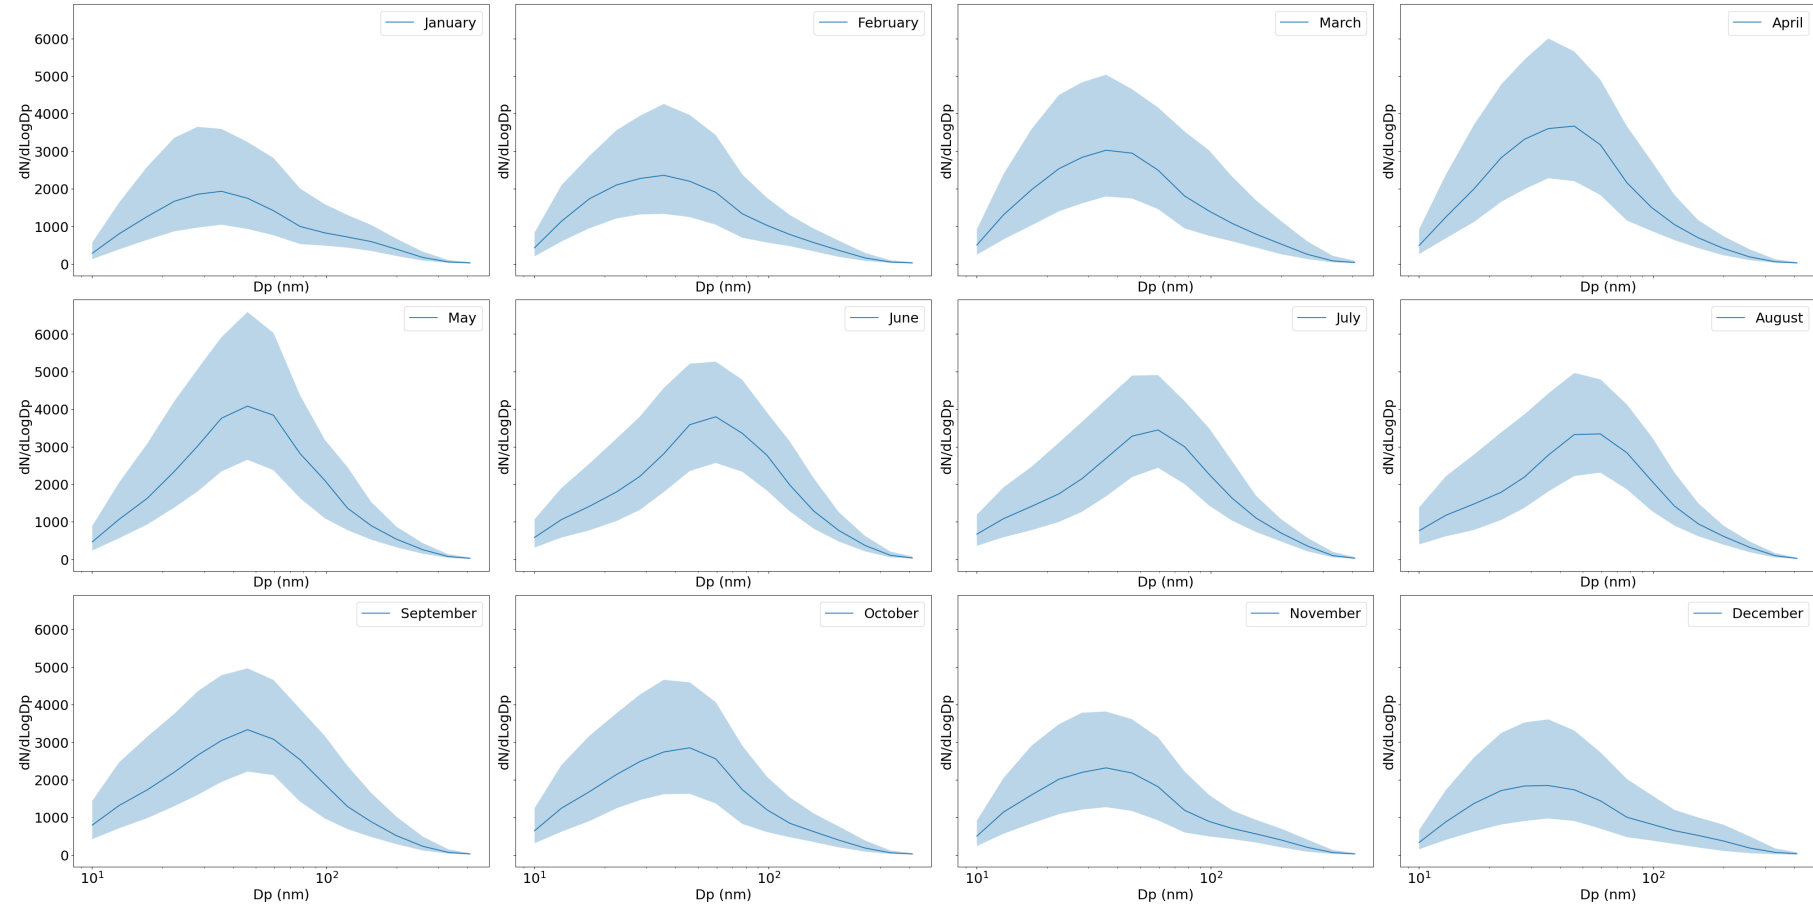 January
February
March
April
6000
5000
4000
3000
2000
1000
0
dN/dLogDp
dN/dLogDp
dN/dLogDp
dN/dLogDp
Dp (nm)
Dp (nm)
Dp (nm)
Dp (nm)
May
June
July
August
6000
5000
4000
3000
2000
1000
0
dN/dLogDp
dN/dLogDp
dN/dLogDp
dN/dLogDp
Dp (nm)
Dp (nm)
Dp (nm)
Dp (nm)
September
October
November
December
6000
5000
4000
3000
2000
1000
0
dN/dLogDp
dN/dLogDp
dN/dLogDp
dN/dLogDp
10¹ 10²
10¹ 10²
10¹ 10²
10¹ 10²
Dp (nm)
Dp (nm)
Dp (nm)
Dp (nm)